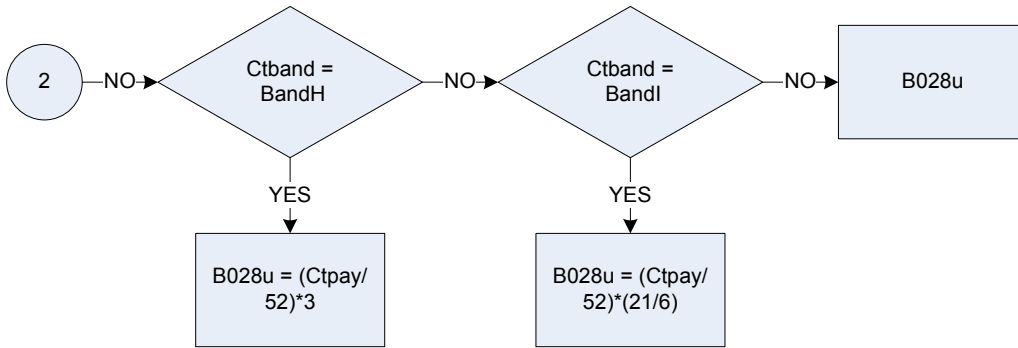 2
NO
Ctband =
BandH
NO
Ctband =
BandI
NO
B028u
YES
YES
B028u = (Ctpay/
52)*3
B028u = (Ctpay/
52)*(21/6)